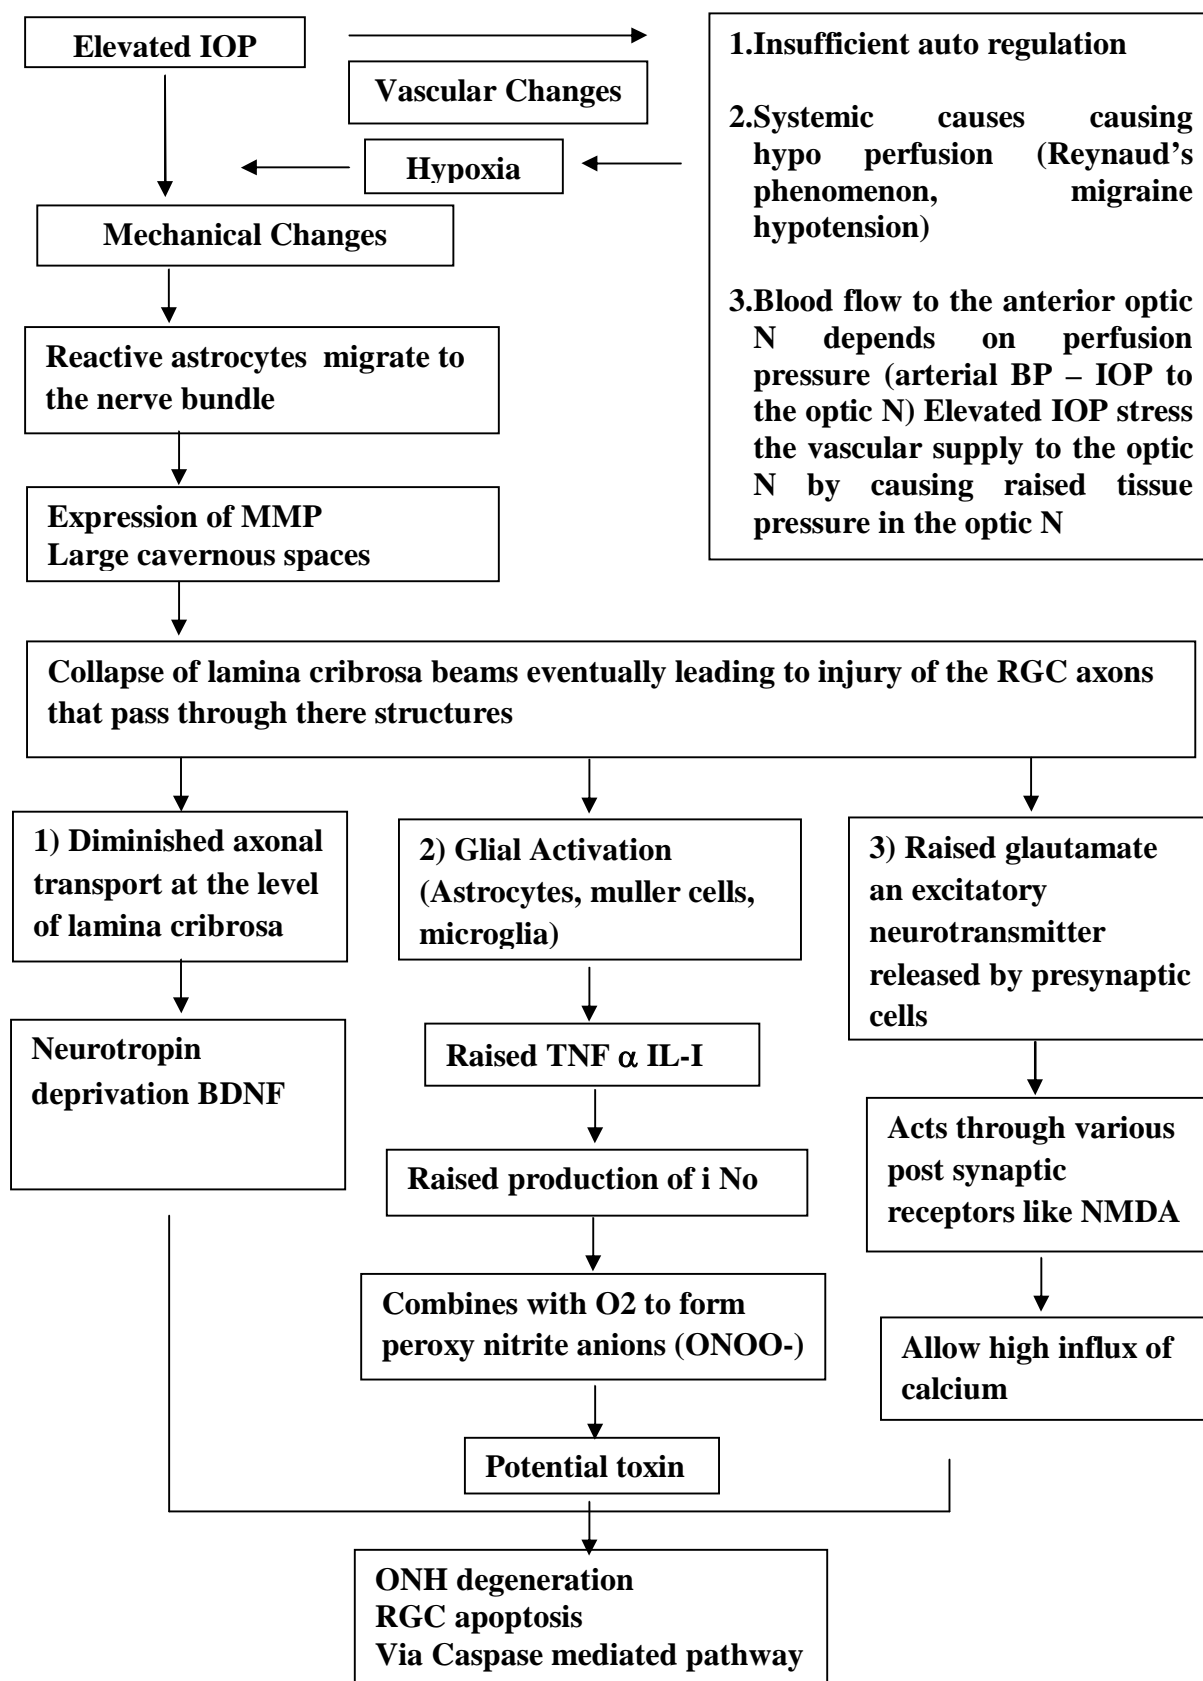 Elevated IOP
Vascular Changes
Hypoxia
1.Insufficient auto regulation
2.Systemic causes causing
hypo perfusion (Reynaud's
phenomenon, migraine
hypotension)
3.Blood flow to the anterior optic
N depends on perfusion
pressure (arterial BP – IOP to
the optic N) Elevated IOP stress
the vascular supply to the optic
N by causing raised tissue
pressure in the optic N
Mechanical Changes
Reactive astrocytes migrate to
the nerve bundle
Expression of MMP
Large cavernous spaces
Collapse of lamina cribrosa beams eventually leading to injury of the RGC axons
that pass through there structures
1) Diminished axonal
transport at the level
of lamina cribrosa
Neurotropin
deprivation BDNF
2) Glial Activation
(Astrocytes, muller cells,
microglia)
Raised TNF α IL-I
Raised production of i No
Combines with O2 to form
peroxy nitrite anions (ONOO-)
Potential toxin
3) Raised glautamate
an excitatory
neurotransmitter
released by presynaptic
cells
Acts through various
post synaptic
receptors like NMDA
Allow high influx of
calcium
ONH degeneration
RGC apoptosis
Via Caspase mediated pathway